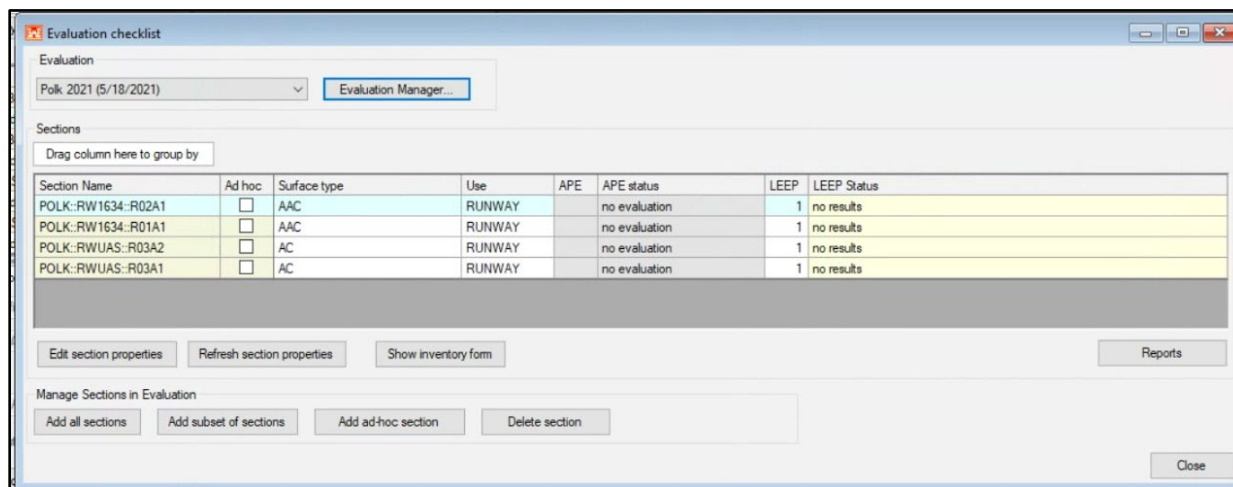 Evaluation checklist
Evaluation
Polk 2021 (5/18/2021) Evaluation Manager...
Sections
Drag column here to group by
Section Name Ad hoc Surface type Use APE APE status LEEP LEEP Status
POLK::RW1634::R02A1 AAC RUNWAY no evaluation 1 no results
POLK::RW1634::R01A1 AAC RUNWAY no evaluation 1 no results
POLK::RWUAS::R03A2 AC RUNWAY no evaluation 1 no results
POLK::RWUAS::R03A1 AC RUNWAY no evaluation 1 no results
Edit section properties Refresh section properties Show inventory form Reports
Manage Sections in Evaluation
Add all sections Add subset of sections Add ad-hoc section Delete section
Close